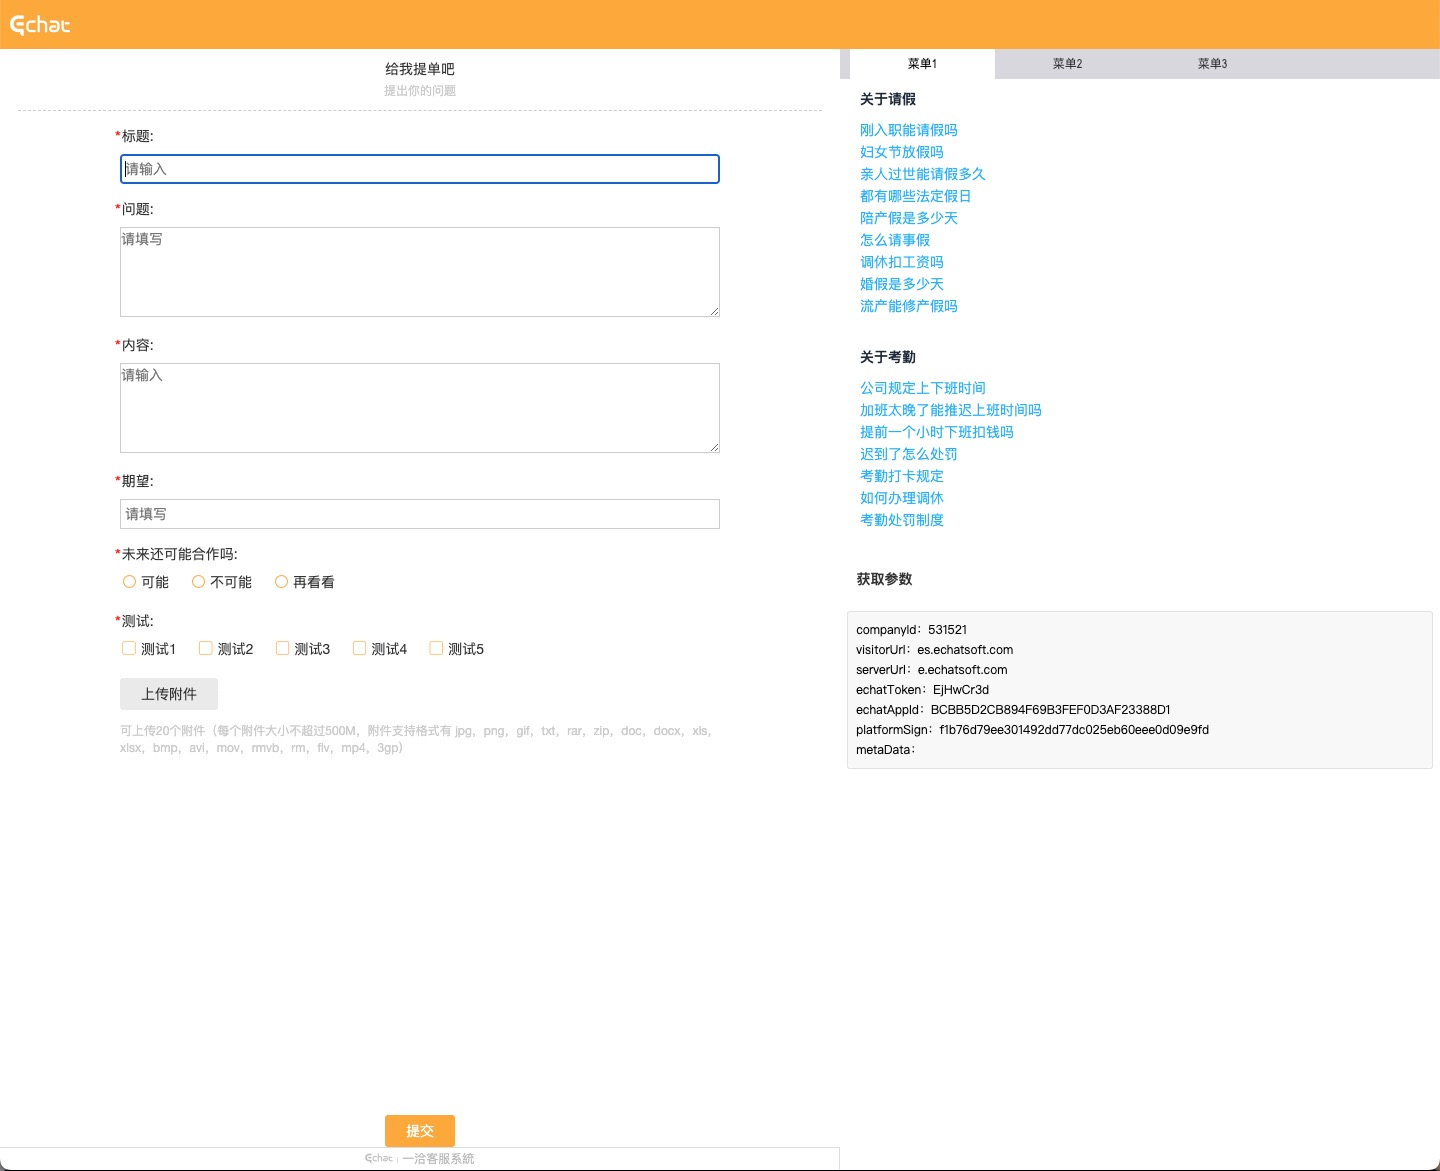 Echat
给我提单吧
提出你的问题
*标题:
请输入
*问题:
请填写
*内容:
请输入
*期望:
请填写
*未来还可能合作吗:
可能 不可能 再看看
*测试:
测试1 测试2 测试3 测试4 测试5
上传附件
可上传20个附件（每个附件大小不超过500M，附件支持格式有 jpg，png，gif，txt，rar，zip，doc，docx，xls，
xlsx，bmp，avi，mov，rmvb，rm，flv，mp4，3gp）
提交
Echat | 一洽客服系統
菜单1 菜单2 菜单3
关于请假
刚入职能请假吗
妇女节放假吗
亲人过世能请假多久
都有哪些法定假日
陪产假是多少天
怎么请事假
调休扣工资吗
婚假是多少天
流产能修产假吗
关于考勤
公司规定上下班时间
加班太晚了能推迟上班时间吗
提前一个小时下班扣钱吗
迟到了怎么处罚
考勤打卡规定
如何办理调休
考勤处罚制度
获取参数
companyId：531521
visitorUrl：es.echatsoft.com
serverUrl：e.echatsoft.com
echatToken：EjHwCr3d
echatAppId：BCBB5D2CB894F69B3FEF0D3AF23388D1
platformSign：f1b76d79ee301492dd77dc025eb60eee0d09e9fd
metaData：